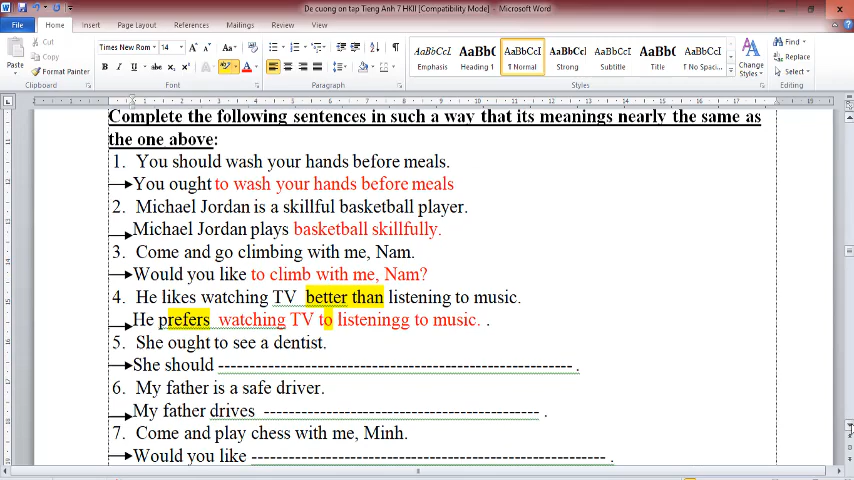 De cuong on tap Tieng Anh 7 HKII [Compatibility Mode] - Microsoft Word
File Home Insert Page Layout References Mailings Review View
Paste
Cut
Copy
Format Painter
Clipboard
Times New Rom 14
Font
Paragraph
AaBbCcI Emphasis
AaBbC Heading 1
AaBbCcI ¶ Normal
AaBbCcl Strong
AaBbCcI Subtitle
AaBbC Title
AaBbCcI ¶ No Spaci...
Styles
Change Styles
Find
Replace
Select
Editing
Complete the following sentences in such a way that its meanings nearly the same as
the one above:
1. You should wash your hands before meals.
You ought to wash your hands before meals
2. Michael Jordan is a skillful basketball player.
Michael Jordan plays basketball skillfully.
3. Come and go climbing with me, Nam.
Would you like to climb with me, Nam?
4. He likes watching TV better than listening to music.
He prefers watching TV to listeningg to music. .
5. She ought to see a dentist.
She should ------------------------------------------------ .
6. My father is a safe driver.
My father drives -------------------------------------- .
7. Come and play chess with me, Minh.
Would you like ------------------------------------------------ .